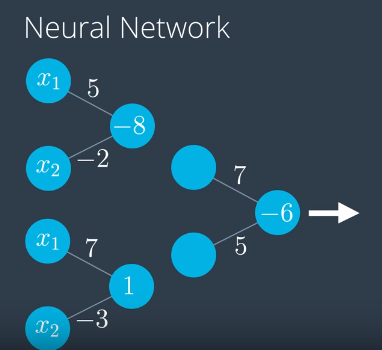 Neural Network
x₁
5
−8
x₂
−2
7
−6
5
x₁
7
1
x₂
−3